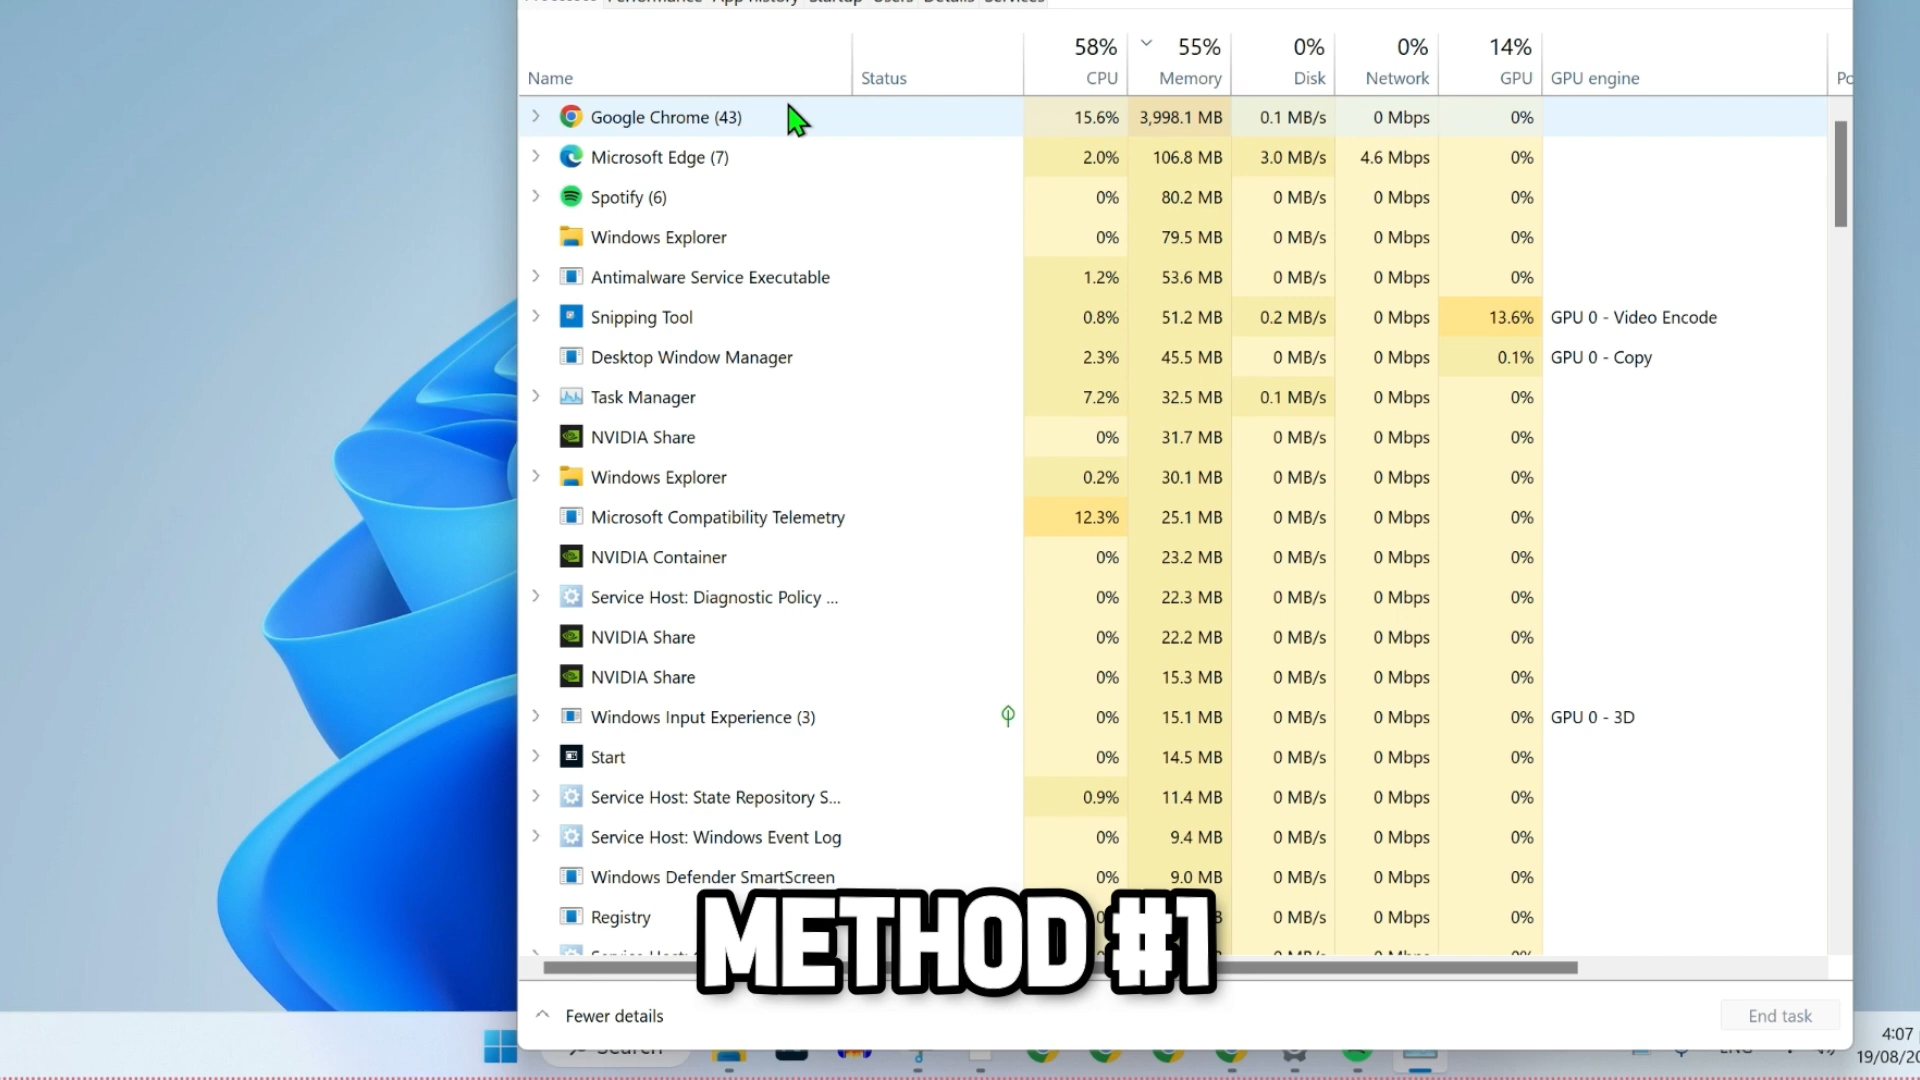 Processes Performance App history Startup Users Details Services
58% 55% 0% 0% 14%
Name Status CPU Memory Disk Network GPU GPU engine Po
Google Chrome (43) 15.6% 3,998.1 MB 0.1 MB/s 0 Mbps 0%
Microsoft Edge (7) 2.0% 106.8 MB 3.0 MB/s 4.6 Mbps 0%
Spotify (6) 0% 80.2 MB 0 MB/s 0 Mbps 0%
Windows Explorer 0% 79.5 MB 0 MB/s 0 Mbps 0%
Antimalware Service Executable 1.2% 53.6 MB 0 MB/s 0 Mbps 0%
Snipping Tool 0.8% 51.2 MB 0.2 MB/s 0 Mbps 13.6% GPU 0 - Video Encode
Desktop Window Manager 2.3% 45.5 MB 0 MB/s 0 Mbps 0.1% GPU 0 - Copy
Task Manager 7.2% 32.5 MB 0.1 MB/s 0 Mbps 0%
NVIDIA Share 0% 31.7 MB 0 MB/s 0 Mbps 0%
Windows Explorer 0.2% 30.1 MB 0 MB/s 0 Mbps 0%
Microsoft Compatibility Telemetry 12.3% 25.1 MB 0 MB/s 0 Mbps 0%
NVIDIA Container 0% 23.2 MB 0 MB/s 0 Mbps 0%
Service Host: Diagnostic Policy ... 0% 22.3 MB 0 MB/s 0 Mbps 0%
NVIDIA Share 0% 22.2 MB 0 MB/s 0 Mbps 0%
NVIDIA Share 0% 15.3 MB 0 MB/s 0 Mbps 0%
Windows Input Experience (3) 0% 15.1 MB 0 MB/s 0 Mbps 0% GPU 0 - 3D
Start 0% 14.5 MB 0 MB/s 0 Mbps 0%
Service Host: State Repository S... 0.9% 11.4 MB 0 MB/s 0 Mbps 0%
Service Host: Windows Event Log 0% 9.4 MB 0 MB/s 0 Mbps 0%
Windows Defender SmartScreen 0% 9.0 MB 0 MB/s 0 Mbps 0%
Registry 0 MB/s 0 Mbps 0%
METHOD #1
Fewer details End task
Search 4:07
19/08/20